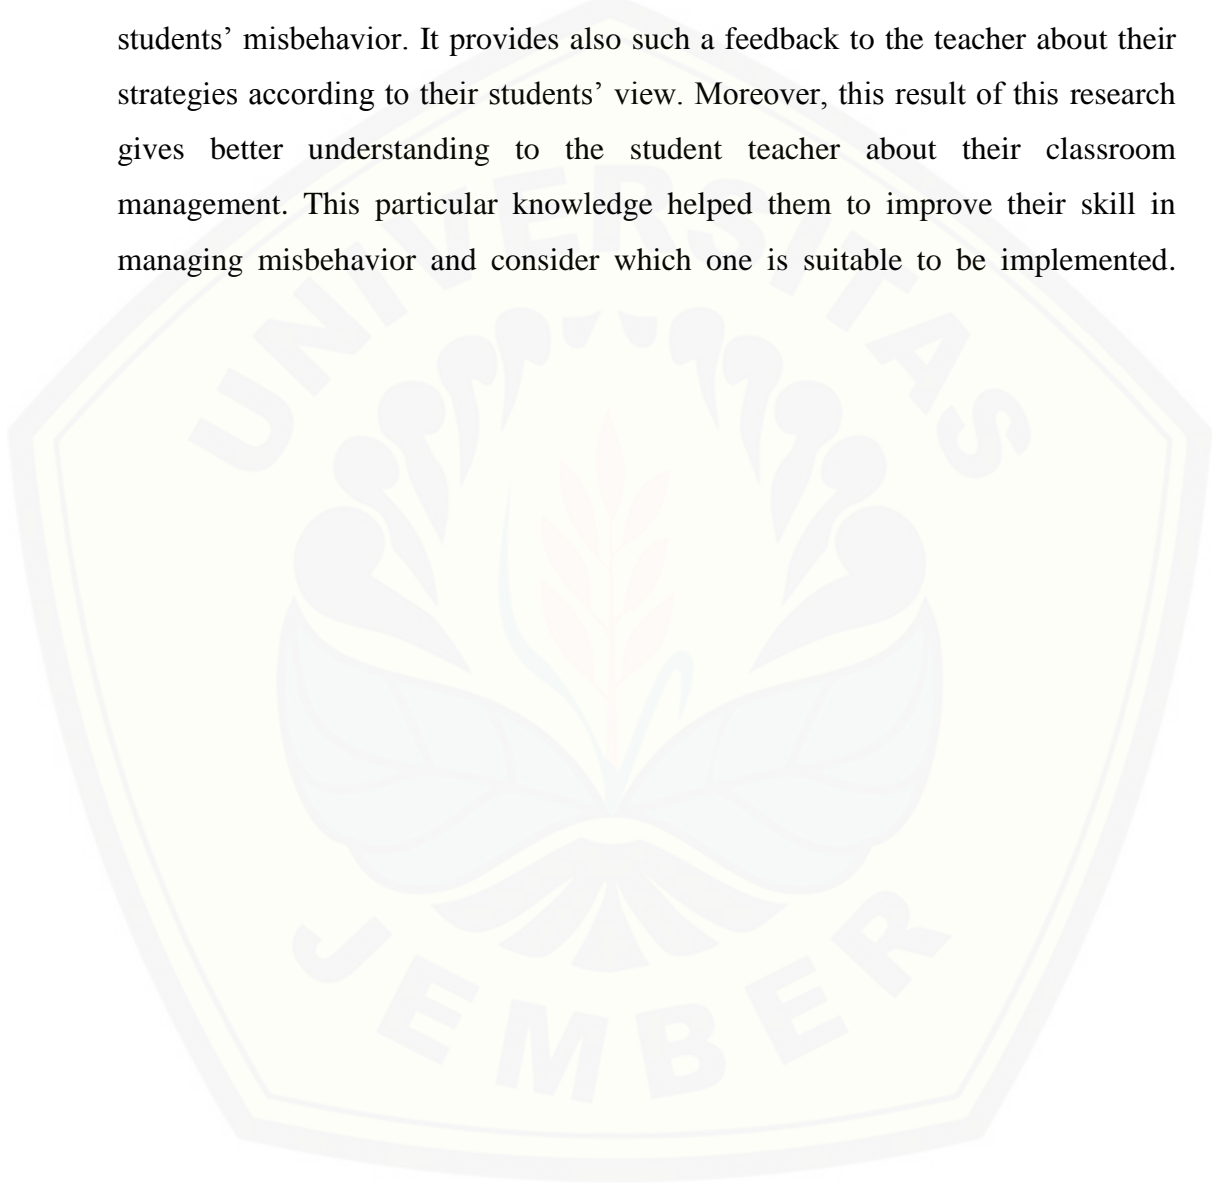 students’ misbehavior. It provides also such a feedback to the teacher about their
strategies according to their students’ view. Moreover, this result of this research
gives better understanding to the student teacher about their classroom
management. This particular knowledge helped them to improve their skill in
managing misbehavior and consider which one is suitable to be implemented.
UNIVERSITAS
JEMBER